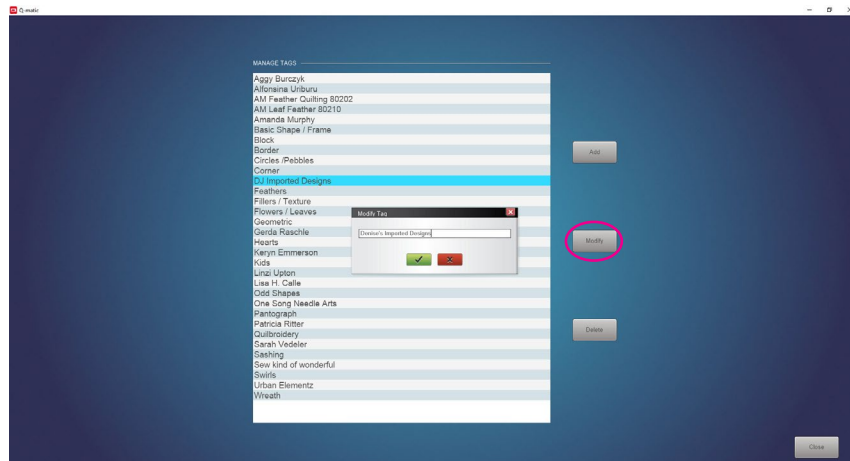 Q-matic
MANAGE TAGS
Aggy Burczyk
Alfonsina Uriburu
AM Feather Quilting 80202
AM Leaf Feather 80210
Amanda Murphy
Basic Shape / Frame
Block
Border
Circles /Pebbles
Corner
DJ Imported Designs
Feathers
Fillers / Texture
Flowers / Leaves
Geometric
Gerda Raschle
Hearts
Keryn Emmerson
Kids
Linzi Upton
Lisa H. Calle
Odd Shapes
One Song Needle Arts
Pantograph
Patricia Ritter
Quilbroidery
Sarah Vedeler
Sashing
Sew kind of wonderful
Swirls
Urban Elementz
Wreath
Modify Tag
Denise's Imported Designs
Add
Modify
Delete
Close